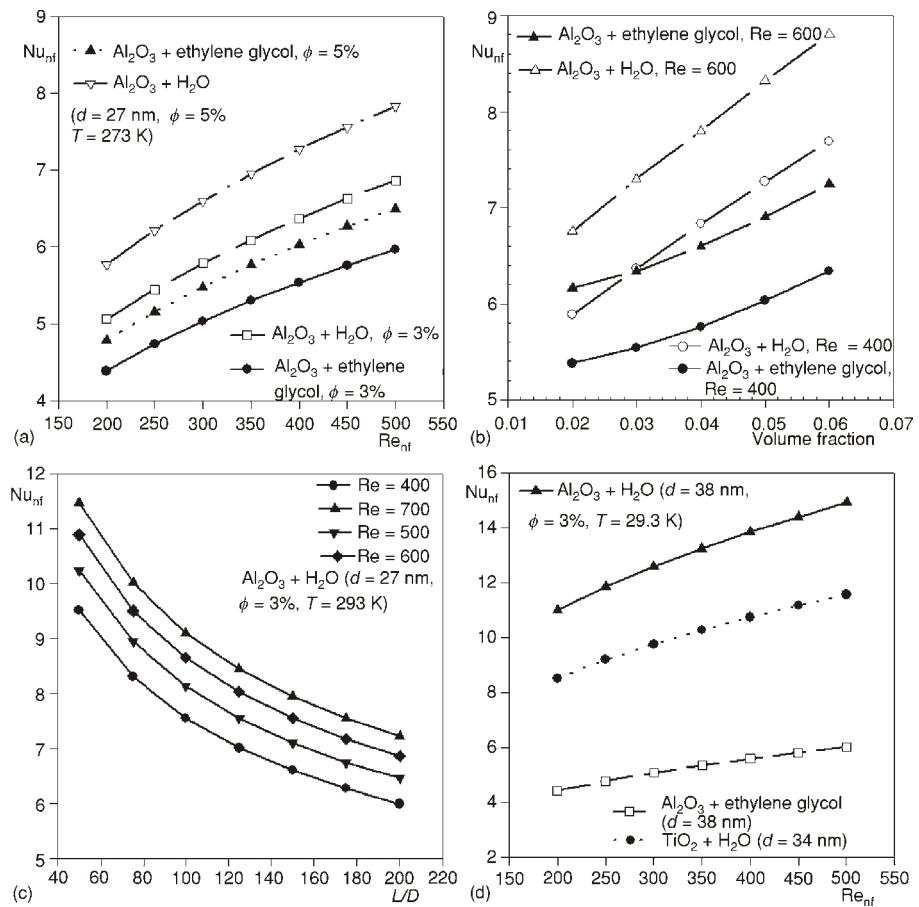 9
Nu_nf
8
7
6
5
4
150 200 250 300 350 400 450 500 550
Re_nf
(a)
Al₂O₃ + ethylene glycol, ϕ = 5%
Al₂O₃ + H₂O
(d = 27 nm, ϕ = 5%
T = 273 K)
Al₂O₃ + H₂O, ϕ = 3%
Al₂O₃ + ethylene
glycol, ϕ = 3%
9
Nu_nf
8
7
6
5
0.01 0.02 0.03 0.04 0.05 0.06 0.07
Volume fraction
(b)
Al₂O₃ + ethylene glycol, Re = 600
Al₂O₃ + H₂O, Re = 600
Al₂O₃ + H₂O, Re = 400
Al₂O₃ + ethylene glycol,
Re = 400
12
Nu_nf
11
10
9
8
7
6
5
40 60 80 100 120 140 160 180 200 220
L/D
(c)
Re = 400
Re = 700
Re = 500
Re = 600
Al₂O₃ + H₂O (d = 27 nm,
ϕ = 3%, T = 293 K)
16
Nu_nf
14
12
10
8
6
4
2
200 250 300 350 400 450 500
Re_nf
(d)
Al₂O₃ + H₂O (d = 38 nm,
ϕ = 3%, T = 29.3 K)
Al₂O₃ + ethylene glycol
(d = 38 nm)
TiO₂ + H₂O (d = 34 nm)